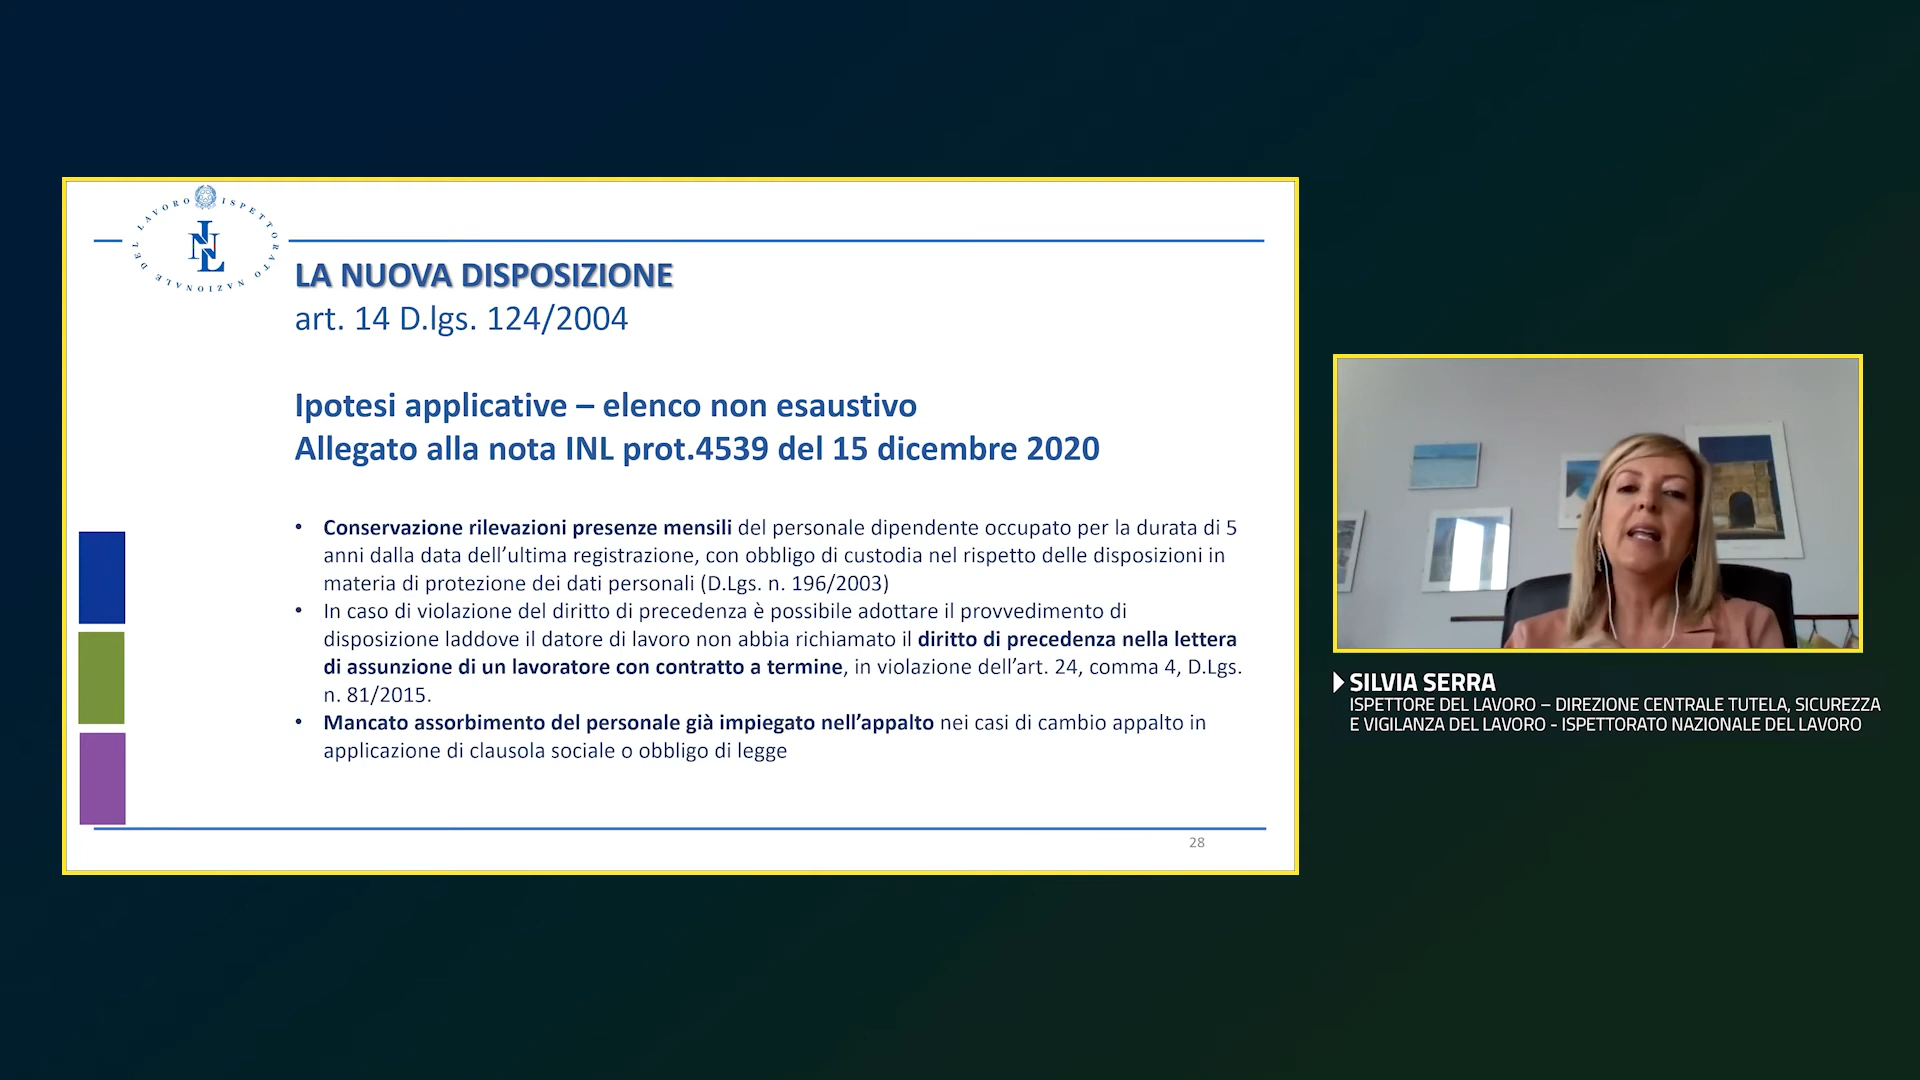 ISPETTORATO NAZIONALE DEL LAVORO
INL
LA NUOVA DISPOSIZIONE
art. 14 D.lgs. 124/2004
Ipotesi applicative – elenco non esaustivo
Allegato alla nota INL prot.4539 del 15 dicembre 2020
• Conservazione rilevazioni presenze mensili del personale dipendente occupato per la durata di 5
anni dalla data dell’ultima registrazione, con obbligo di custodia nel rispetto delle disposizioni in
materia di protezione dei dati personali (D.Lgs. n. 196/2003)
• In caso di violazione del diritto di precedenza è possibile adottare il provvedimento di
disposizione laddove il datore di lavoro non abbia richiamato il diritto di precedenza nella lettera
di assunzione di un lavoratore con contratto a termine, in violazione dell’art. 24, comma 4, D.Lgs.
n. 81/2015.
• Mancato assorbimento del personale già impiegato nell’appalto nei casi di cambio appalto in
applicazione di clausola sociale o obbligo di legge
28
SILVIA SERRA
ISPETTORE DEL LAVORO – DIREZIONE CENTRALE TUTELA, SICUREZZA
E VIGILANZA DEL LAVORO - ISPETTORATO NAZIONALE DEL LAVORO